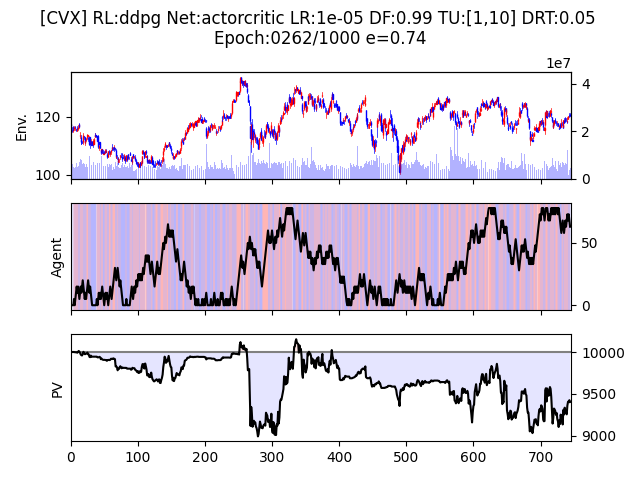 [CVX] RL:ddpg Net:actorcritic LR:1e-05 DF:0.99 TU:[1,10] DRT:0.05
Epoch:0262/1000 e=0.74
1e7
Env.
120
100
4
2
0
Agent
50
0
PV
10000
9500
9000
0 100 200 300 400 500 600 700